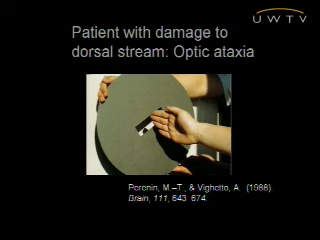 UWTV
Patient with damage to
dorsal stream: Optic ataxia
Perenin, M.–T., & Vighetto, A. (1988).
Brain, 111, 643–674.